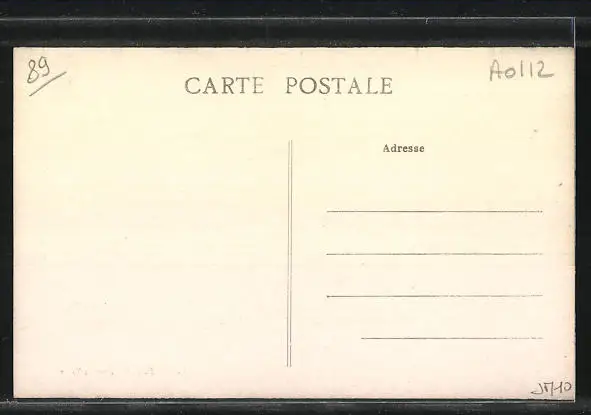 89
A0112
CARTE POSTALE
Adresse